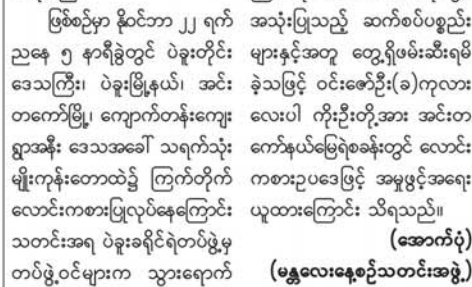 ဖြစ်စဉ်မှာ နိုဝင်ဘာ ၂၂ ရက်
ညနေ ၅ နာရီခွဲတွင် ပဲခူးတိုင်း
ဒေသကြီး၊ ပဲခူးမြို့နယ်၊ အင်း
တကော်မြို့၊ ကျောက်တန်းကျေး
ရွာအနီး ဒေသအခေါ် သရက်သုံး
မျိုးကုန်းတောထဲ၌ ကြက်တိုက်
လောင်းကစားပြုလုပ်နေကြောင်း
သတင်းအရ ပဲခူးခရိုင်ရဲတပ်ဖွဲ့မှ
တပ်ဖွဲ့ဝင်များက သွားရောက်
အသုံးပြုသည့် ဆက်စပ်ပစ္စည်း
များနှင့်အတူ တွေ့ရှိဖမ်းဆီးရမိ
ခဲ့သဖြင့် ဝင်းဇော်ဦး(ခ)ကုလား
လေးပါ ကိုးဦးတို့အား အင်းတ
ကော်နယ်မြေရဲစခန်းတွင် လောင်း
ကစားဥပဒေဖြင့် အမှုဖွင့်အရေး
ယူထားကြောင်း သိရသည်။
(အောက်ပုံ)
(မန္တလေးနေ့စဉ်သတင်းအဖွဲ့)